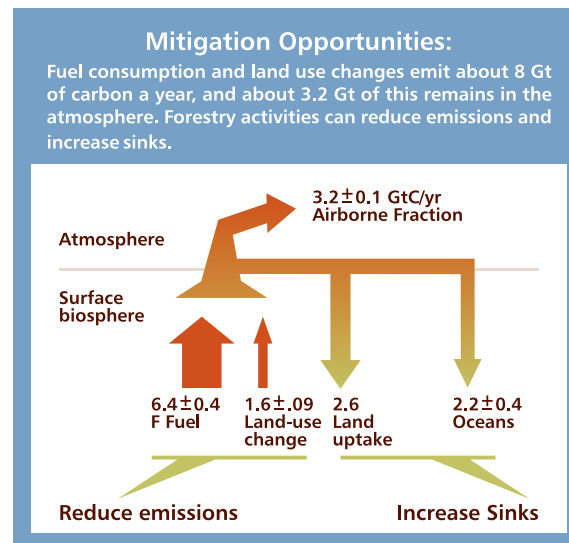 Mitigation Opportunities:
Fuel consumption and land use changes emit about 8 Gt
of carbon a year, and about 3.2 Gt of this remains in the
atmosphere. Forestry activities can reduce emissions and
increase sinks.
3.2±0.1 GtC/yr
Airborne Fraction
Atmosphere
Surface
biosphere
6.4±0.4
F Fuel
1.6±.09
Land-use
change
2.6
Land
uptake
2.2±0.4
Oceans
Reduce emissions
Increase Sinks